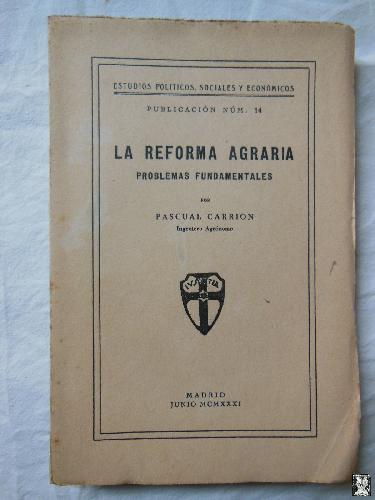 ESTUDIOS POLITICOS, SOCIALES Y ECONÓMICOS
PUBLICACIÓN NÚM. 14
LA REFORMA AGRARIA
PROBLEMAS FUNDAMENTALES
POR
PASCUAL CARRION
Ingeniero Agrónomo
MADRID
JUNIO MCMXXXI